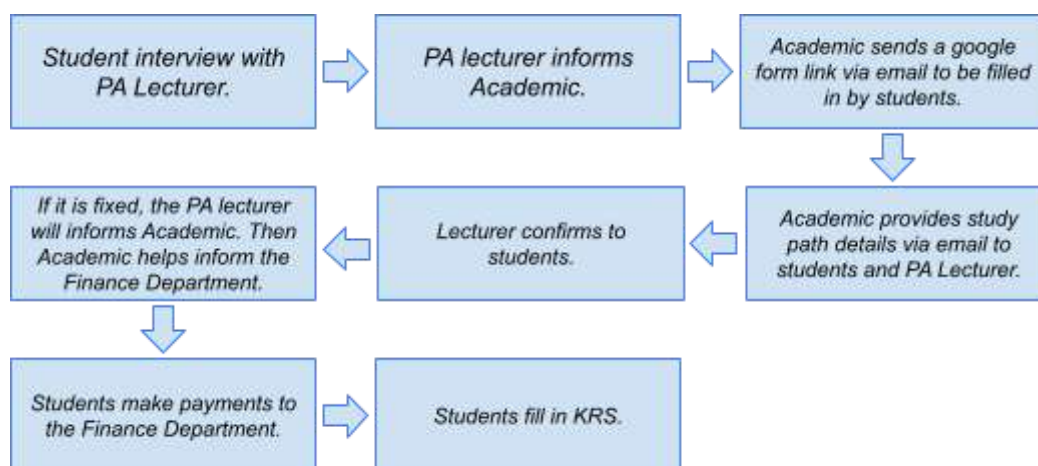 Student interview with
PA Lecturer.
PA lecturer informs
Academic.
Academic sends a google
form link via email to be filled
in by students.
Academic provides study
path details via email to
students and PA Lecturer.
Lecturer confirms to
students.
If it is fixed, the PA lecturer
will informs Academic. Then
Academic helps inform the
Finance Department.
Students make payments to
the Finance Department.
Students fill in KRS.